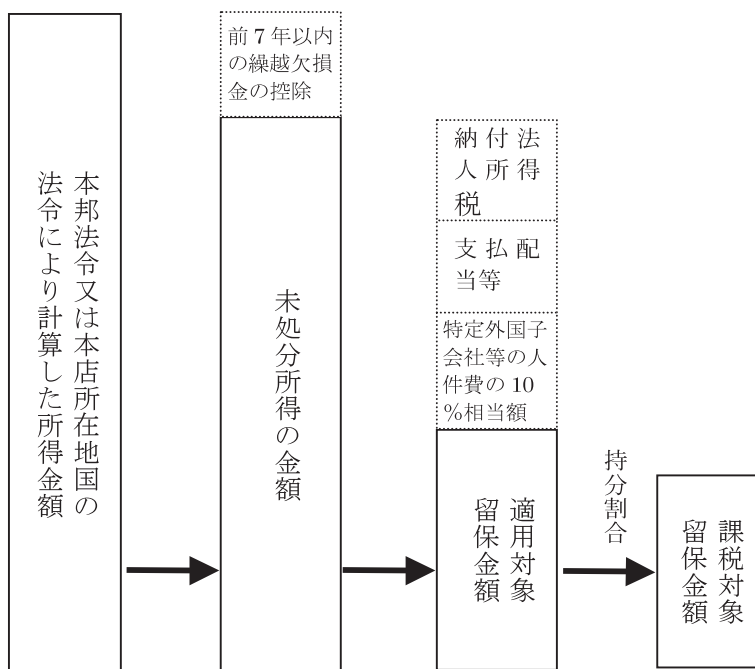 本邦法令又は本店所在地国の
法令により計算した所得金額
前7年以内
の繰越欠損
金の控除
未処分所得の金額
納付法
人所得
税
支払配
当等
特定外国子
会社等の人
件費の10
%相当額
適用対象
留保金額
持分割合
課税対象
留保金額